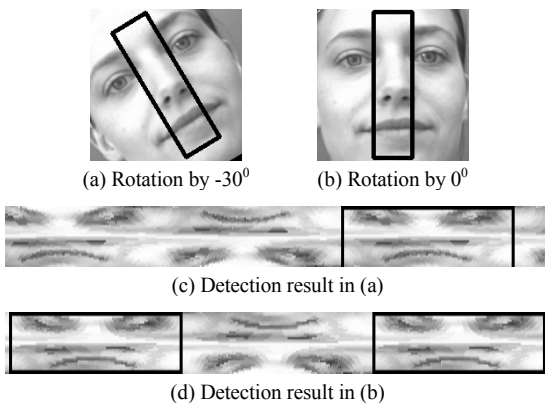 (a) Rotation by -30⁰
(b) Rotation by 0⁰
(c) Detection result in (a)
(d) Detection result in (b)